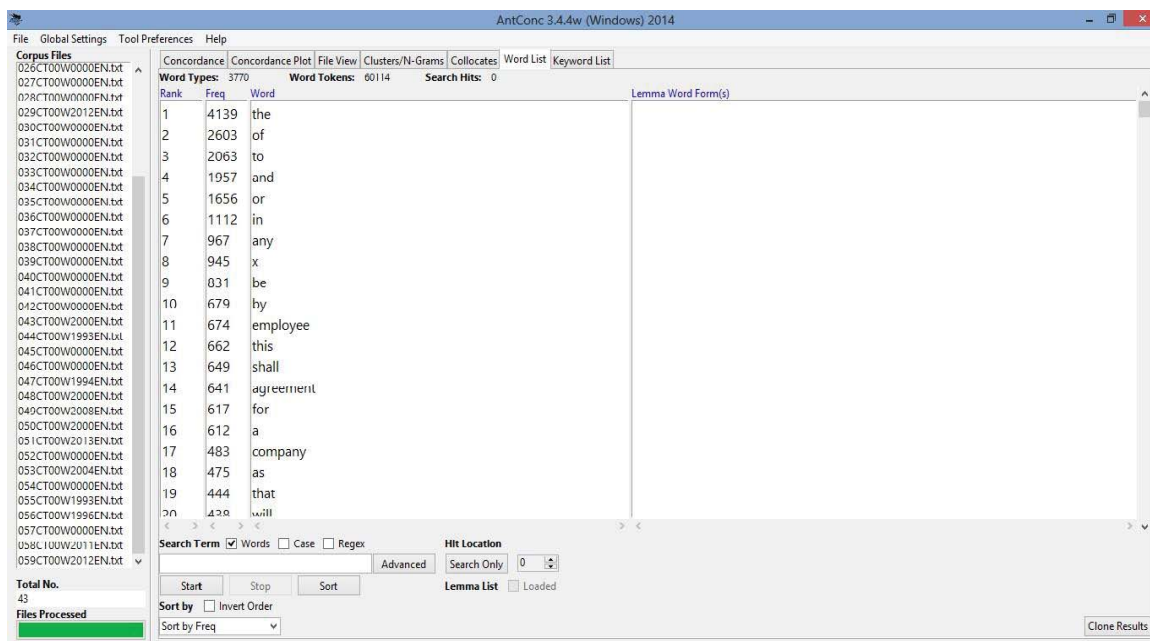 AntConc 3.4.4w (Windows) 2014
File Global Settings Tool Preferences Help
Corpus Files
026CT00W0000EN.txt
027CT00W0000EN.txt
028CT00W0000EN.txt
029CT00W2012EN.txt
030CT00W0000EN.txt
031CT00W0000EN.txt
032CT00W0000EN.txt
033CT00W0000EN.txt
034CT00W0000EN.txt
035CT00W0000EN.txt
036CT00W0000EN.txt
037CT00W0000EN.txt
038CT00W0000EN.txt
039CT00W0000EN.txt
040CT00W0000EN.txt
041CT00W0000EN.txt
042CT00W0000EN.txt
043CT00W2000EN.txt
044CT00W1993EN.txt
045CT00W0000EN.txt
046CT00W0000EN.txt
047CT00W1994EN.txt
048CT00W2000EN.txt
049CT00W2008EN.txt
050CT00W2000EN.txt
051CT00W2013EN.txt
052CT00W0000EN.txt
053CT00W2004EN.txt
054CT00W0000EN.txt
055CT00W1993EN.txt
056CT00W1996EN.txt
057CT00W0000EN.txt
058CT00W2011EN.txt
059CT00W2012EN.txt
Total No.
43
Files Processed
Concordance Concordance Plot File View Clusters/N-Grams Collocates Word List Keyword List
Word Types: 3770 Word Tokens: 60114 Search Hits: 0
Rank Freq Word Lemma Word Form(s)
1 4139 the
2 2603 of
3 2063 to
4 1957 and
5 1656 or
6 1112 in
7 967 any
8 945 x
9 831 be
10 679 by
11 674 employee
12 662 this
13 649 shall
14 641 agreement
15 617 for
16 612 a
17 483 company
18 475 as
19 444 that
20 438 will
Search Term Words Case Regex Hit Location
Advanced Search Only 0
Start Stop Sort Lemma List Loaded
Sort by Invert Order
Sort by Freq Clone Results